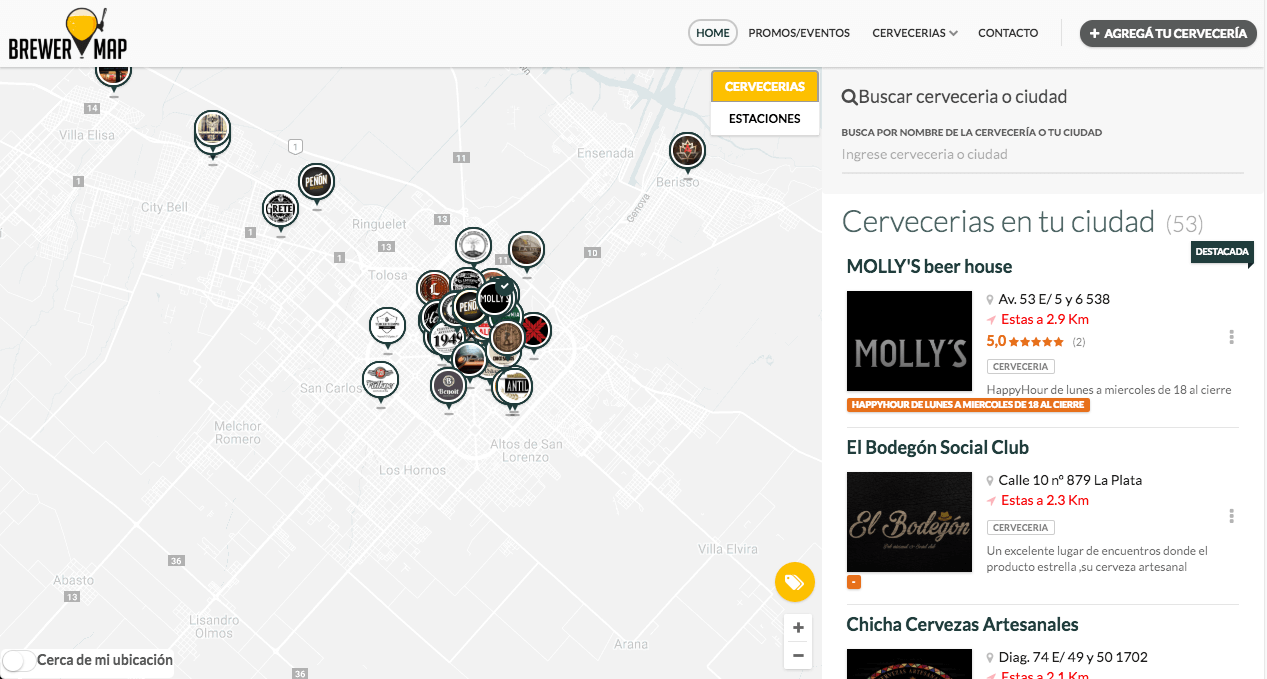 BREWER MAP
HOME
PROMOS/EVENTOS
CERVECERIAS
CONTACTO
+ AGREGÁ TU CERVECERÍA
CERVECERIAS
ESTACIONES
14
Villa Elisa
1
11
Ensenada
Berisso
1
City Bell
PEÑÓN
GRETEL
Genova
Ringuelet
13
1
13
10
1
11
Tolosa
L
MOLLY'S
PEÑÓ
1949
San Carlos
Benoit
ANTIL
Melchor
Romero
Altos de San
Lorenzo
Los Hornos
Villa Elvira
36
Abasto
13
Lisandro
Olmos
Arana
36
Cerca de mi ubicación
+
−
Buscar cerveceria o ciudad
BUSCA POR NOMBRE DE LA CERVECERÍA O TU CIUDAD
Ingrese cerveceria o ciudad
Cervecerias en tu ciudad (53)
DESTACADA
MOLLY'S beer house
MOLLY'S
Av. 53 E/ 5 y 6 538
Estas a 2.9 Km
5,0 ★★★★★ (2)
CERVECERIA
HappyHour de lunes a miercoles de 18 al cierre
HAPPYHOUR DE LUNES A MIERCOLES DE 18 AL CIERRE
El Bodegón Social Club
El Bodegón
Calle 10 nº 879 La Plata
Estas a 2.3 Km
CERVECERIA
Un excelente lugar de encuentros donde el
producto estrella ,su cerveza artesanal
-
Chicha Cervezas Artesanales
Diag. 74 E/ 49 y 50 1702
Estas a 2.1 Km